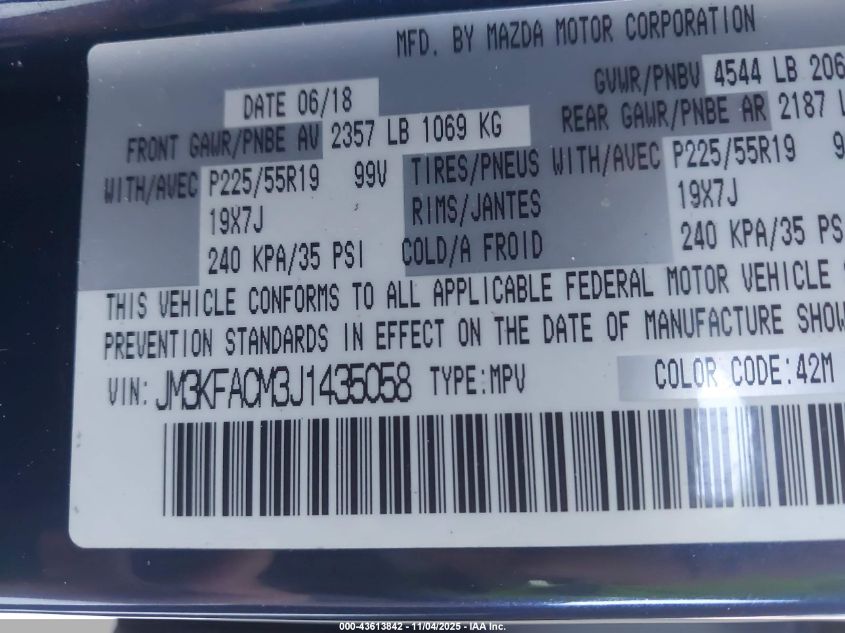 MFD. BY MAZDA MOTOR CORPORATION
DATE 06/18 GVWR/PNBV 4544 LB 206
FRONT GAWR/PNBE AV 2357 LB 1069 KG REAR GAWR/PNBE AR 2187 L
WITH/AVEC P225/55R19 99V TIRES/PNEUS WITH/AVEC P225/55R19 9
19X7J RIMS/JANTES 19X7J
240 KPA/35 PSI COLD/A FROID 240 KPA/35 PS
THIS VEHICLE CONFORMS TO ALL APPLICABLE FEDERAL MOTOR VEHICLE
PREVENTION STANDARDS IN EFFECT ON THE DATE OF MANUFACTURE SHOW
VIN: JM3KFACM3J1435058 TYPE:MPV COLOR CODE:42M
000-43613842 - 11/04/2025 - IAA Inc.